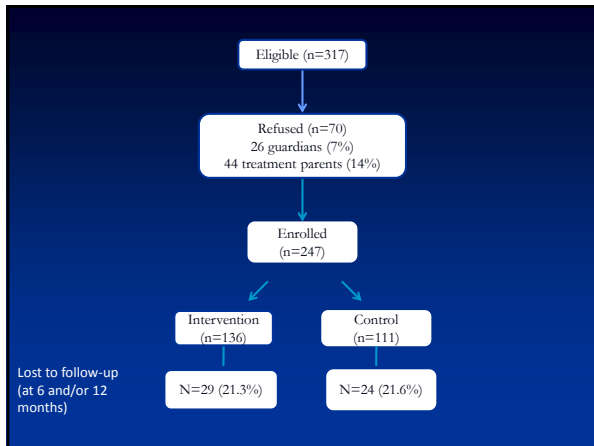 Eligible (n=317)
Refused (n=70)
26 guardians (7%)
44 treatment parents (14%)
Enrolled
(n=247)
Intervention
(n=136)
Control
(n=111)
Lost to follow-up
(at 6 and/or 12
months)
N=29 (21.3%)
N=24 (21.6%)